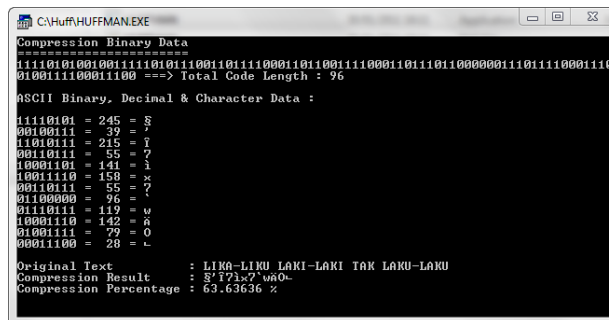 C:\Huff\HUFFMAN.EXE
Compression Binary Data
=======================
11110101001001111101011100110111100011011001111000110111011000000111011110001110
0100111100011100 ===> Total Code Length : 96
ASCII Binary, Decimal & Character Data :
11110101 = 245 = §
00100111 = 39 = '
11010111 = 215 = Î
00110111 = 55 = 7
10001101 = 141 = ì
10011110 = 158 = ×
00110111 = 55 = 7
01100000 = 96 = `
01110111 = 119 = w
10001110 = 142 = Ä
01001111 = 79 = O
00011100 = 28 = ∟
Original Text : LIKA-LIKU LAKI-LAKI TAK LAKU-LAKU
Compression Result : §'Î7ì×7`wÄO∟
Compression Percentage : 63.63636 %